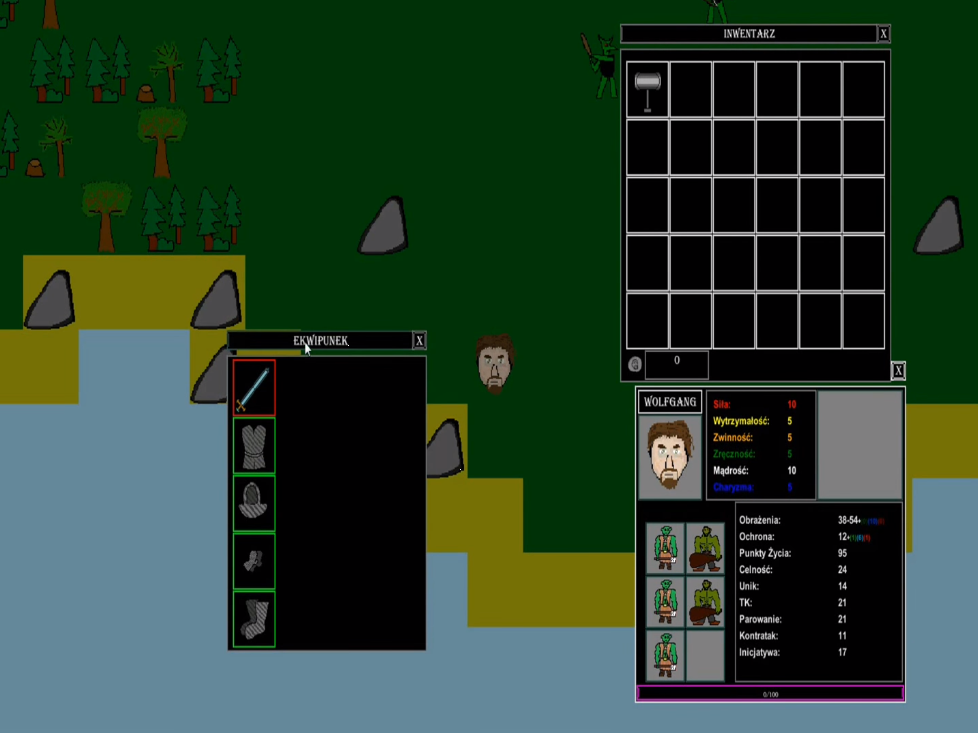 INWENTARZ X
0
EKWIPUNEK X
X
WOLFGANG
Siła: 10
Wytrzymałość: 5
Zwinność: 5
Zręczność: 5
Mądrość: 10
Charyzma: 5
Obrażenia: 38-54+
Ochrona: 12+
Punkty Życia: 95
Celność: 24
Unik: 14
TK: 21
Parowanie: 21
Kontratak: 11
Inicjatywa: 17
0/100